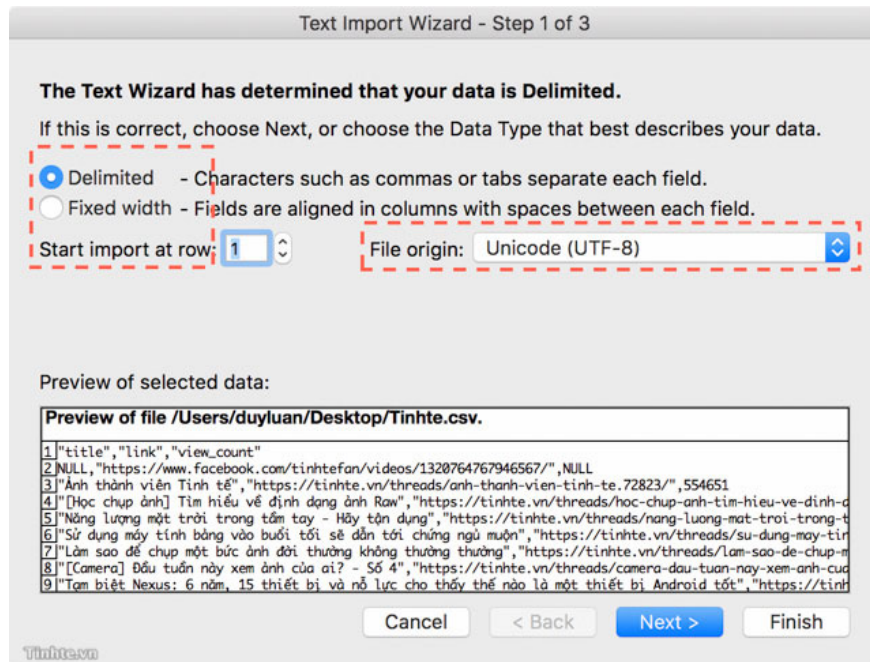 Text Import Wizard - Step 1 of 3
The Text Wizard has determined that your data is Delimited.
If this is correct, choose Next, or choose the Data Type that best describes your data.
Delimited - Characters such as commas or tabs separate each field.
Fixed width - Fields are aligned in columns with spaces between each field.
Start import at row: 1 File origin: Unicode (UTF-8)
Preview of selected data:
Preview of file /Users/duyluan/Desktop/Tinhte.csv.
1 "title","link","view_count"
2 NULL,"https://www.facebook.com/tinhtefan/videos/1320764767946567/",NULL
3 "Ảnh thành viên Tinh tế","https://tinhte.vn/threads/anh-thanh-vien-tinh-te.72823/",554651
4 "[Học chụp ảnh] Tìm hiểu về định dạng ảnh Raw","https://tinhte.vn/threads/hoc-chup-anh-tim-hieu-ve-dinh-d
5 "Năng lượng mặt trời trong tầm tay - Hãy tận dụng","https://tinhte.vn/threads/nang-luong-mat-troi-trong-t
6 "Sử dụng máy tính bảng vào buổi tối sẽ dẫn tới chứng ngủ muộn","https://tinhte.vn/threads/su-dung-may-tin
7 "Làm sao để chụp một bức ảnh đời thường không thường thường","https://tinhte.vn/threads/lam-sao-de-chup-m
8 "[Camera] Đầu tuần này xem ảnh của ai? - Số 4","https://tinhte.vn/threads/camera-dau-tuan-nay-xem-anh-cua
9 "Tạm biệt Nexus: 6 năm, 15 thiết bị và nỗ lực cho thấy thế nào là một thiết bị Android tốt","https://tinh
Cancel < Back Next > Finish
Tinhte.vn